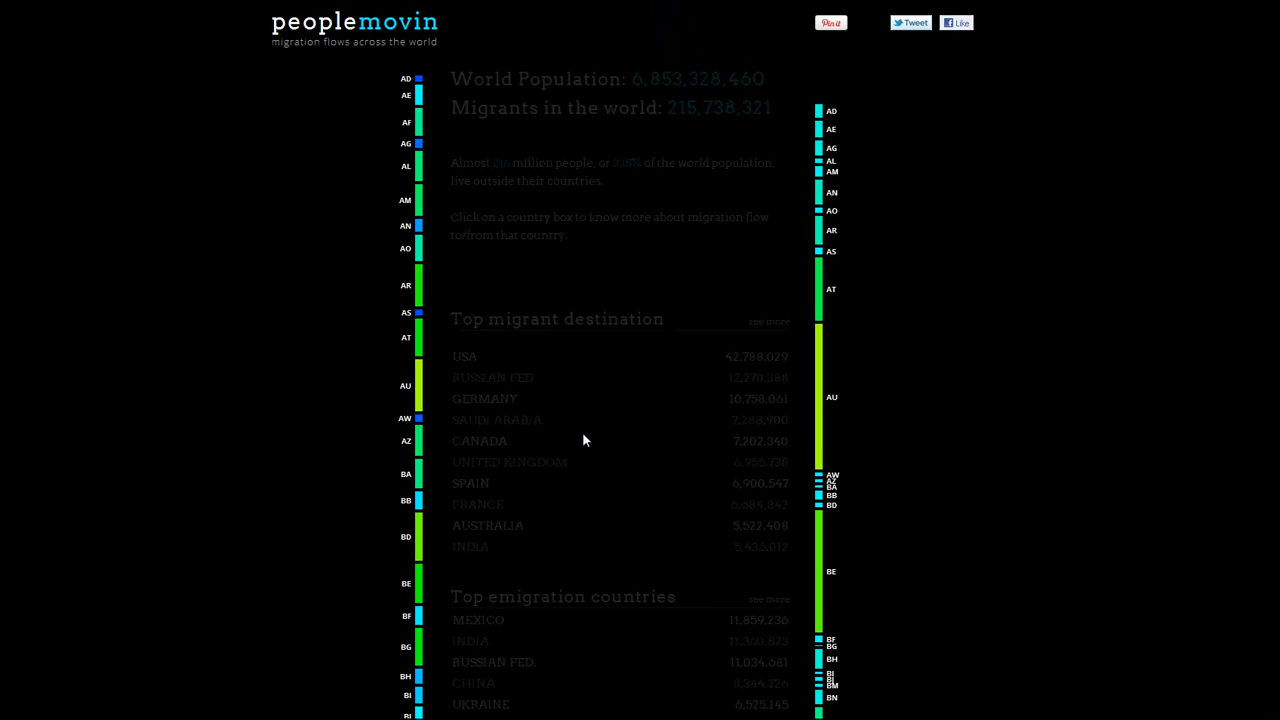 peoplemovin
migration flows across the world
Pin it
Tweet
Like
World Population: 6,853,328,460
Migrants in the world: 215,738,321
Almost 216 million people, or 3.15% of the world population,
live outside their countries.
Click on a country box to know more about migration flow
to/from that country..
Top migrant destination see more
USA 42,788,029
RUSSIAN FED. 12,270,388
GERMANY 10,758,061
SAUDI ARABIA 7,288,900
CANADA 7,202,340
UNITED KINGDOM 6,955,738
SPAIN 6,900,547
FRANCE 6,684,842
AUSTRALIA 5,522,408
INDIA 5,436,012
Top emigration countries see more
MEXICO 11,859,236
INDIA 11,360,823
RUSSIAN FED. 11,034,681
CHINA 8,344,726
UKRAINE 6,525,145
AD
AE
AF
AG
AL
AM
AN
AO
AR
AS
AT
AU
AW
AZ
BA
BB
BD
BE
BF
BG
BH
BI
BJ
AD
AE
AG
AL
AM
AN
AO
AR
AS
AT
AU
AW
AZ
BA
BB
BD
BE
BF
BG
BH
BI
BJ
BM
BN